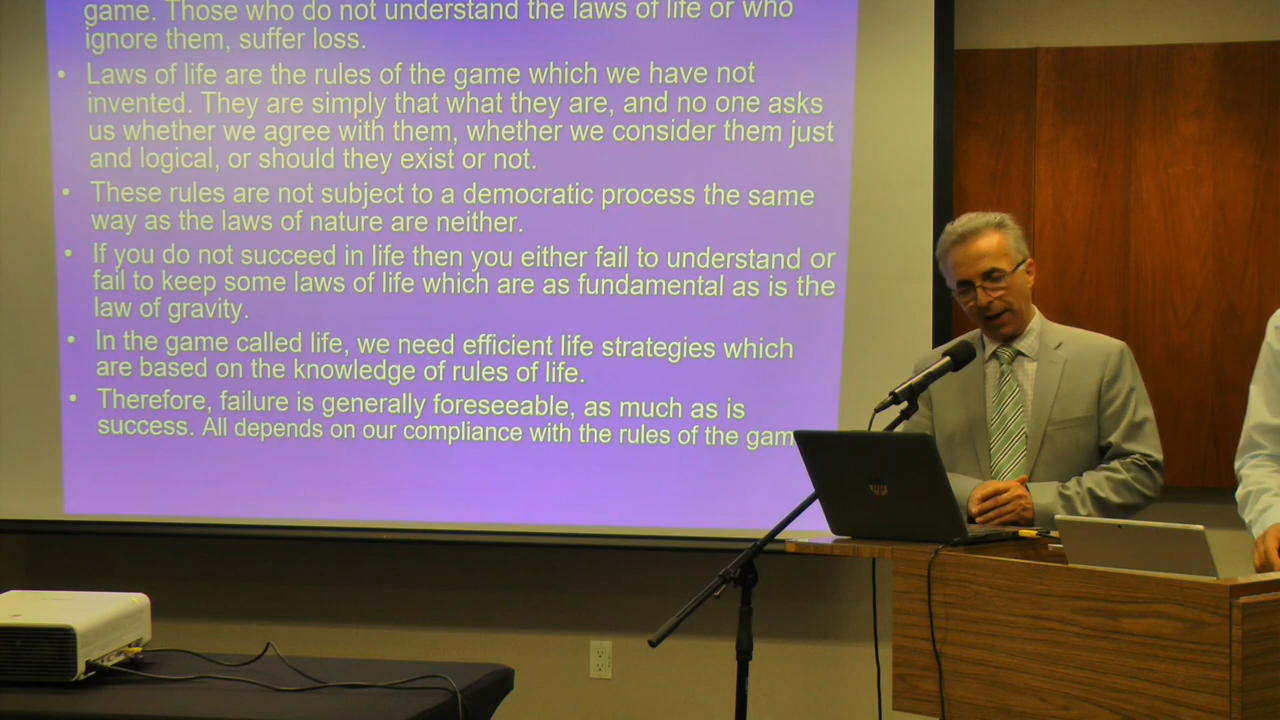 game. Those who do not understand the laws of life or who
ignore them, suffer loss.
• Laws of life are the rules of the game which we have not
invented. They are simply that what they are, and no one asks
us whether we agree with them, whether we consider them just
and logical, or should they exist or not.
• These rules are not subject to a democratic process the same
way as the laws of nature are neither.
• If you do not succeed in life then you either fail to understand or
fail to keep some laws of life which are as fundamental as is the
law of gravity.
• In the game called life, we need efficient life strategies which
are based on the knowledge of rules of life.
• Therefore, failure is generally foreseeable, as much as is
success. All depends on our compliance with the rules of the gam